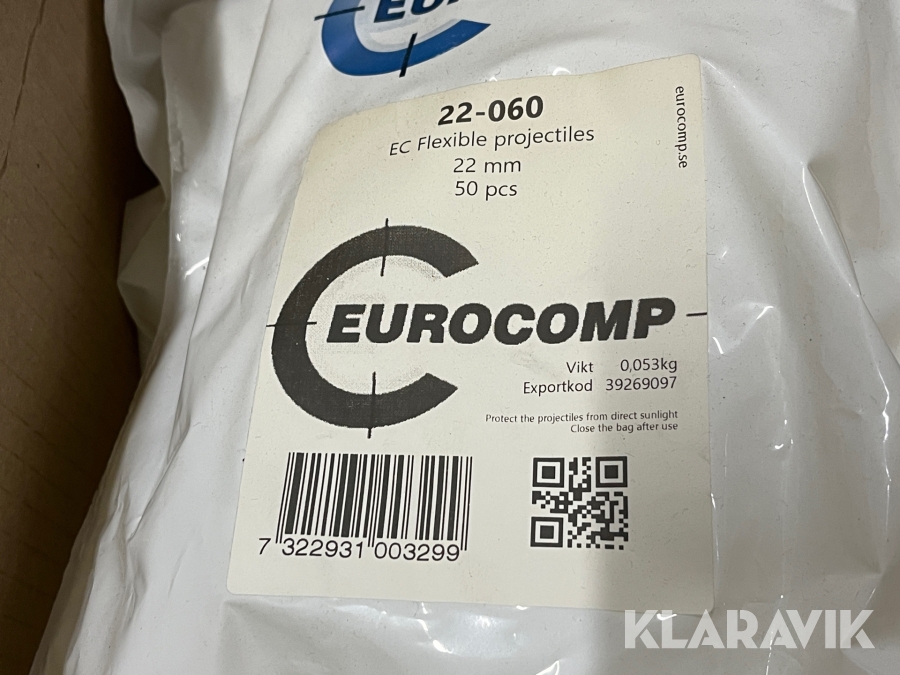 EU
22-060
EC Flexible projectiles
22 mm
50 pcs
eurocomp.se
EUROCOMP
Vikt 0,053kg
Exportkod 39269097
Protect the projectiles from direct sunlight
Close the bag after use
7 322931 003299
KLARAVIK